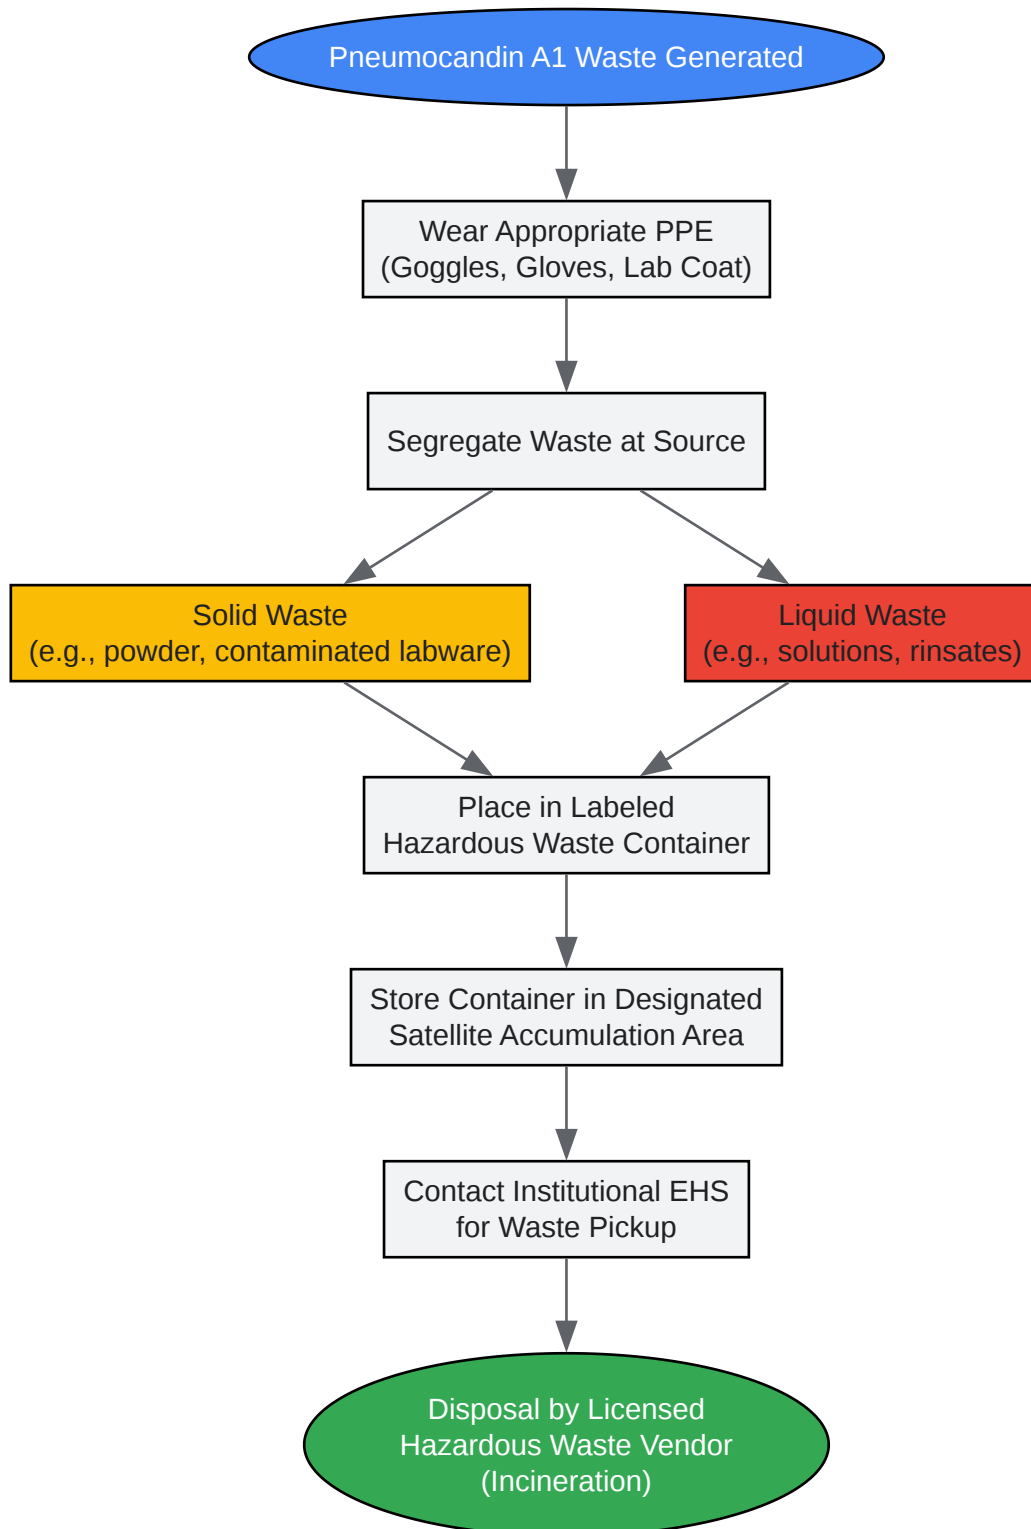 Pneumocandin A1 Waste Generated
Wear Appropriate PPE
(Goggles, Gloves, Lab Coat)
Segregate Waste at Source
Solid Waste
(e.g., powder, contaminated labware)
Liquid Waste
(e.g., solutions, rinsates)
Place in Labeled
Hazardous Waste Container
Store Container in Designated
Satellite Accumulation Area
Contact Institutional EHS
for Waste Pickup
Disposal by Licensed
Hazardous Waste Vendor
(Incineration)